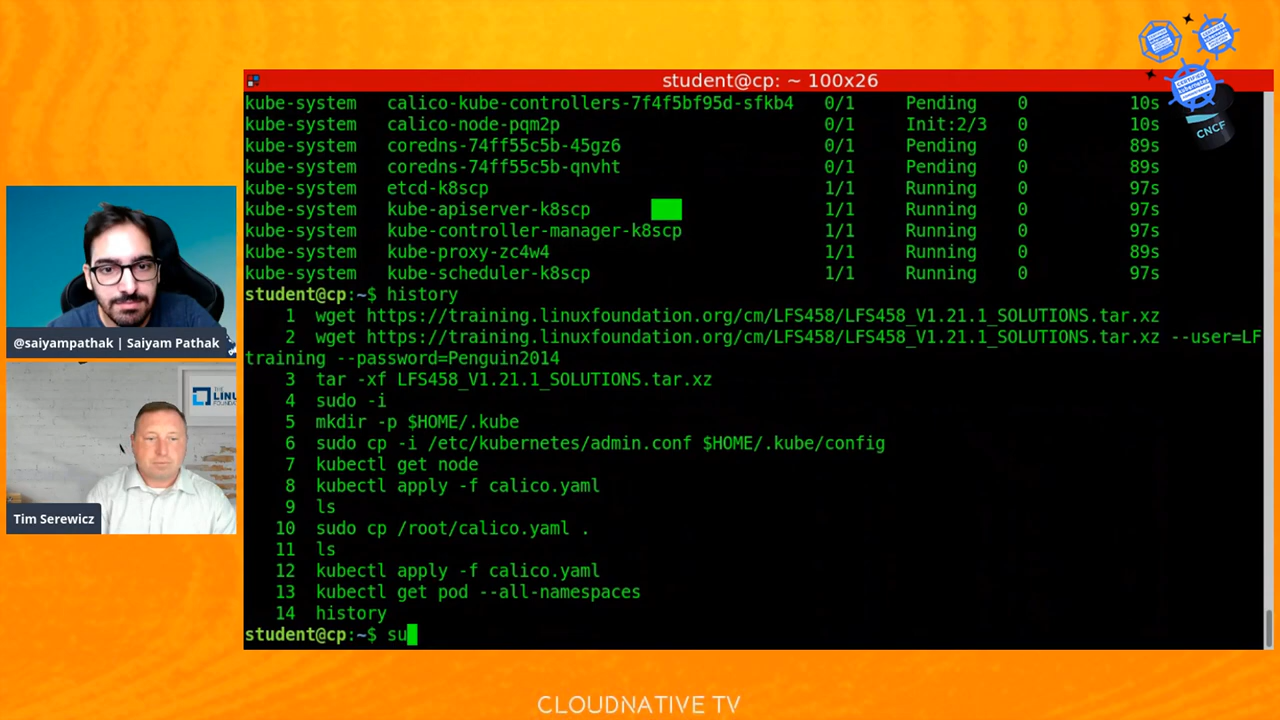 student@cp: ~ 100x26
kube-system calico-kube-controllers-7f4f5bf95d-sfkb4 0/1 Pending 0 10s
kube-system calico-node-pqm2p 0/1 Init:2/3 0 10s
kube-system coredns-74ff55c5b-45gz6 0/1 Pending 0 89s
kube-system coredns-74ff55c5b-qnvht 0/1 Pending 0 89s
kube-system etcd-k8scp 1/1 Running 0 97s
kube-system kube-apiserver-k8scp 1/1 Running 0 97s
kube-system kube-controller-manager-k8scp 1/1 Running 0 97s
kube-system kube-proxy-zc4w4 1/1 Running 0 89s
kube-system kube-scheduler-k8scp 1/1 Running 0 97s
student@cp:~$ history
1 wget https://training.linuxfoundation.org/cm/LFS458/LFS458_V1.21.1_SOLUTIONS.tar.xz
2 wget https://training.linuxfoundation.org/cm/LFS458/LFS458_V1.21.1_SOLUTIONS.tar.xz --user=LF
training --password=Penguin2014
3 tar -xf LFS458_V1.21.1_SOLUTIONS.tar.xz
4 sudo -i
5 mkdir -p $HOME/.kube
6 sudo cp -i /etc/kubernetes/admin.conf $HOME/.kube/config
7 kubectl get node
8 kubectl apply -f calico.yaml
9 ls
10 sudo cp /root/calico.yaml .
11 ls
12 kubectl apply -f calico.yaml
13 kubectl get pod --all-namespaces
14 history
student@cp:~$ su
@saiyampathak | Saiyam Pathak
Tim Serewicz
CNCF
CLOUDNATIVE TV